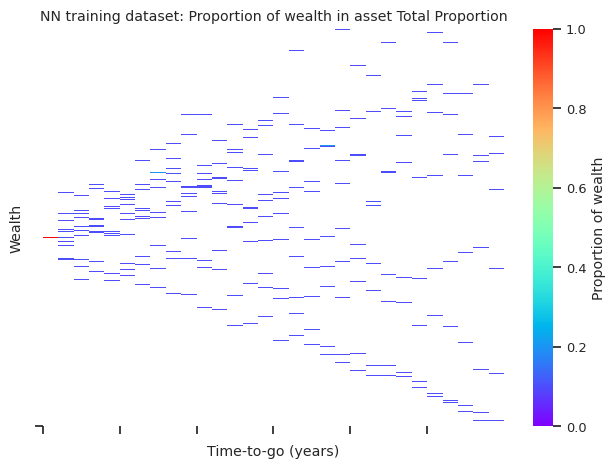 NN training dataset: Proportion of wealth in asset Total Proportion
Wealth
Time-to-go (years)
1.0
0.8
0.6
0.4
0.2
0.0
Proportion of wealth